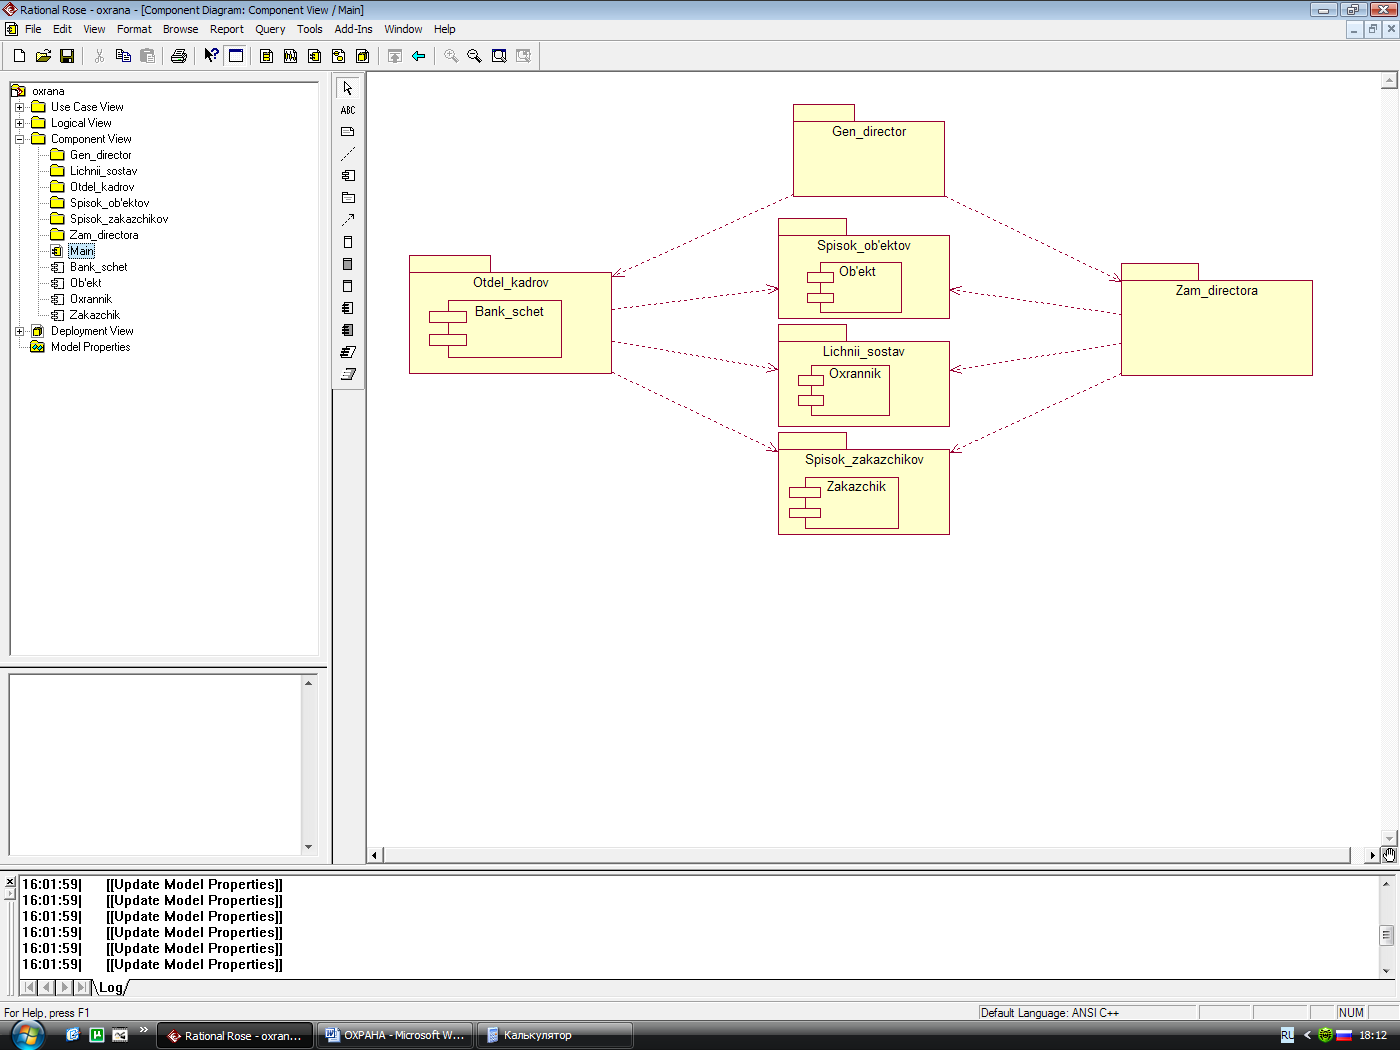 Rational Rose - oxrana - [Component Diagram: Component View / Main]
File Edit View Format Browse Report Query Tools Add-Ins Window Help
oxrana
Use Case View
Logical View
Component View
Gen_director
Lichnii_sostav
Otdel_kadrov
Spisok_ob'ektov
Spisok_zakazchikov
Zam_directora
Main
Bank_schet
Ob'ekt
Oxrannik
Zakazchik
Deployment View
Model Properties
ABC
Gen_director
Spisok_ob'ektov
Ob'ekt
Otdel_kadrov
Bank_schet
Zam_directora
Lichnii_sostav
Oxrannik
Spisok_zakazchikov
Zakazchik
16:01:59| [[Update Model Properties]]
16:01:59| [[Update Model Properties]]
16:01:59| [[Update Model Properties]]
16:01:59| [[Update Model Properties]]
16:01:59| [[Update Model Properties]]
16:01:59| [[Update Model Properties]]
Log
For Help, press F1
Default Language: ANSI C++
NUM
Rational Rose - oxran...
ОХРАНА - Microsoft W...
Калькулятор
RU
18:12